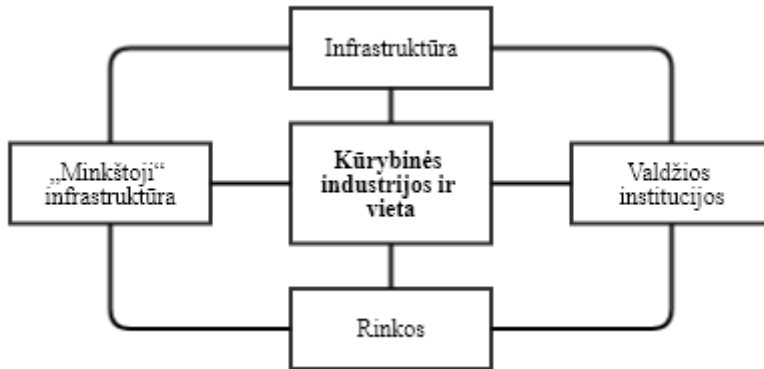 Infrastruktūra
„Minkštoji“
infrastruktūra
Kūrybinės
industrijos ir
vieta
Valdžios
institucijos
Rinkos